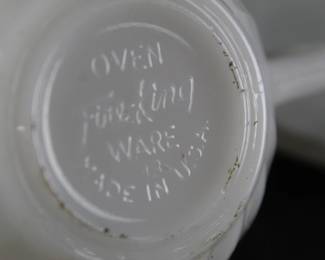 OVEN
Fire-King
WARE
MADE IN U.S.A.